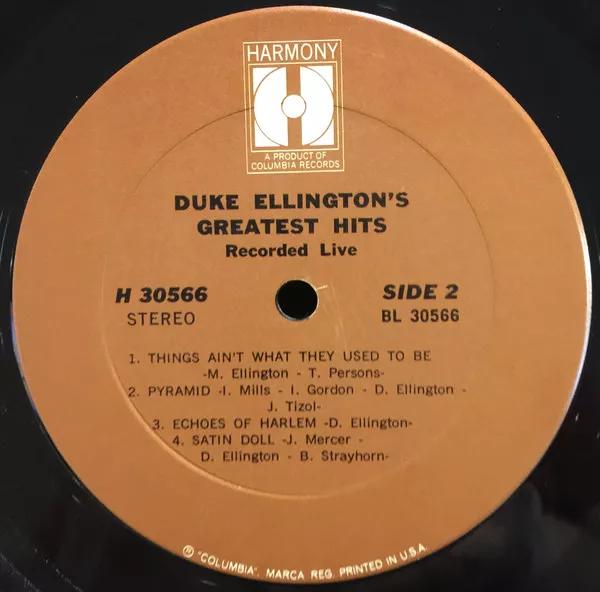 HARMONY
A PRODUCT OF
COLUMBIA RECORDS
DUKE ELLINGTON'S
GREATEST HITS
Recorded Live
H 30566
STEREO
SIDE 2
BL 30566
1. THINGS AIN'T WHAT THEY USED TO BE
-M. Ellington - T. Persons-
2. PYRAMID -I. Mills - I. Gordon - D. Ellington -
J. Tizol-
3. ECHOES OF HARLEM -D. Ellington-
4. SATIN DOLL -J. Mercer -
D. Ellington - B. Strayhorn-
℗ "COLUMBIA". MARCA REG. PRINTED IN U.S.A.